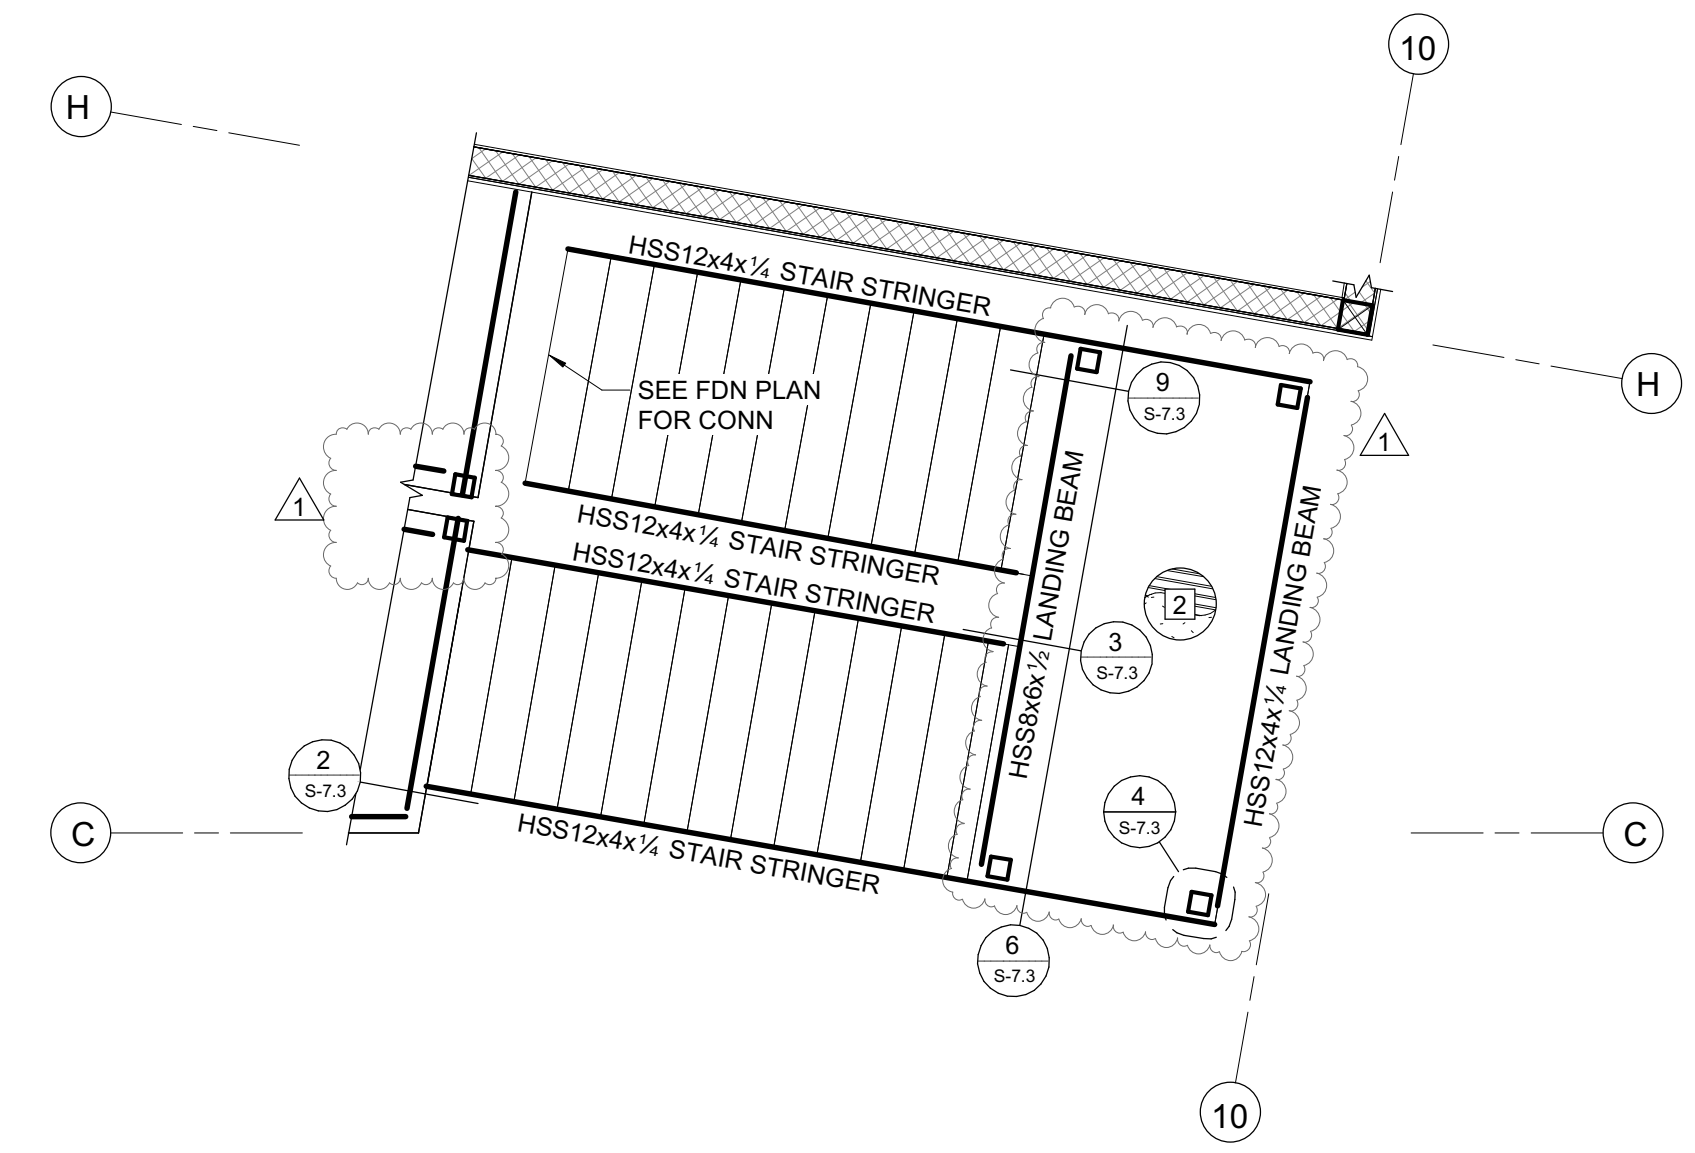 10
H
HSS12x4x¼ STAIR STRINGER
SEE FDN PLAN
FOR CONN
9
S-7.3
H
1
1
HSS12x4x¼ STAIR STRINGER
HSS12x4x¼ STAIR STRINGER
HSS8x6x½ LANDING BEAM
HSS12x4x¼ LANDING BEAM
2
3
S-7.3
2
S-7.3
4
S-7.3
C
C
HSS12x4x¼ STAIR STRINGER
6
S-7.3
10